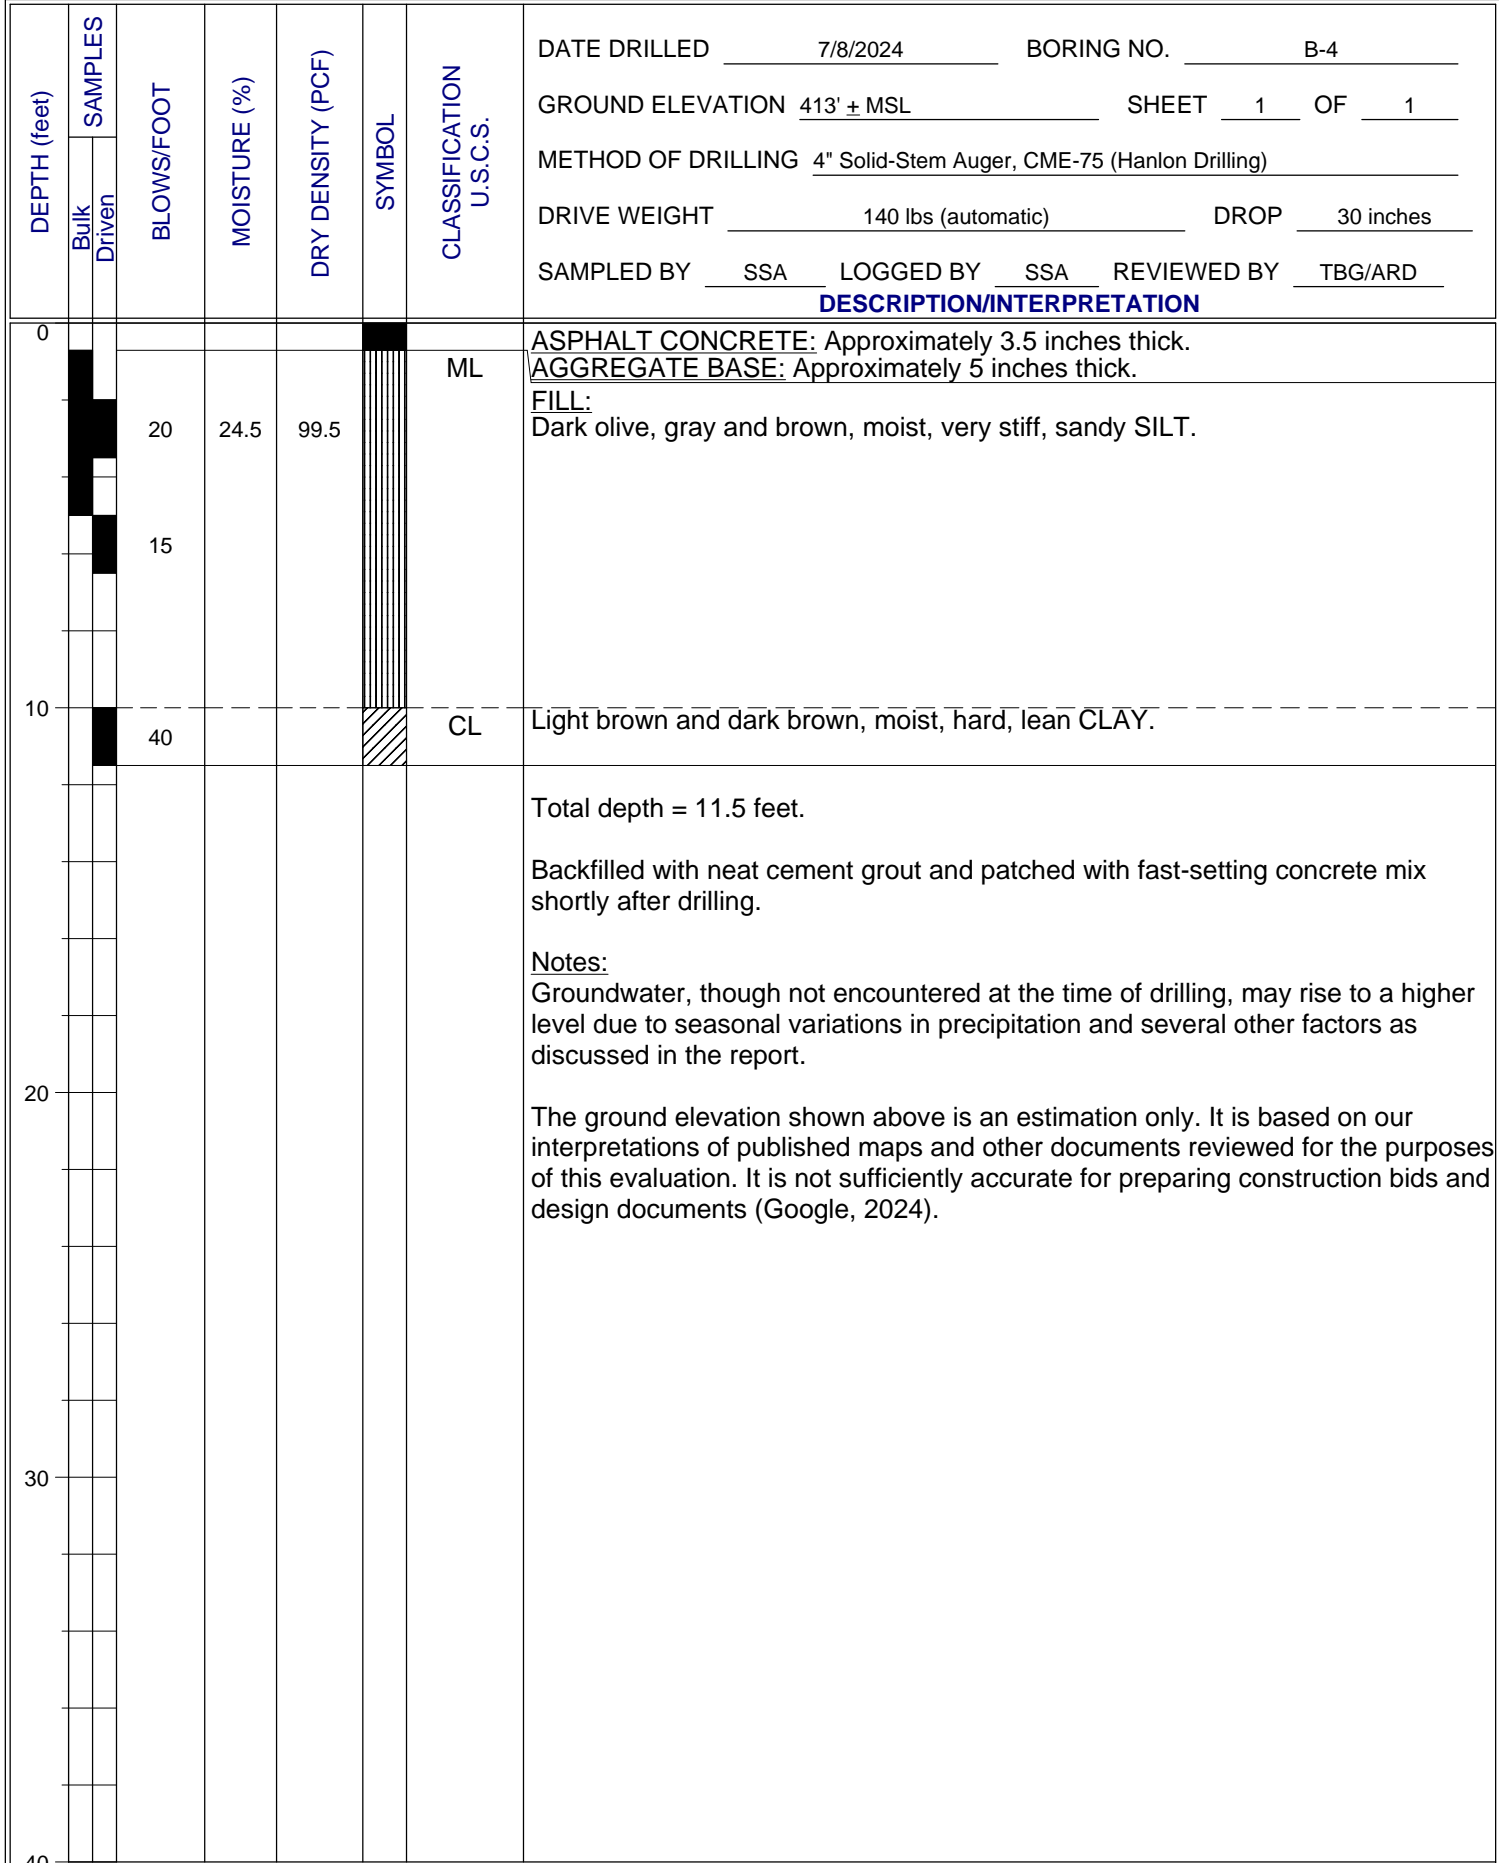 DEPTH (feet)
SAMPLES
Bulk
Driven
BLOWS/FOOT
MOISTURE (%)
DRY DENSITY (PCF)
SYMBOL
CLASSIFICATION
U.S.C.S.
DATE DRILLED 7/8/2024 BORING NO. B-4
GROUND ELEVATION 413' ± MSL SHEET 1 OF 1
METHOD OF DRILLING 4" Solid-Stem Auger, CME-75 (Hanlon Drilling)
DRIVE WEIGHT 140 lbs (automatic) DROP 30 inches
SAMPLED BY SSA LOGGED BY SSA REVIEWED BY TBG/ARD
DESCRIPTION/INTERPRETATION
0 ASPHALT CONCRETE: Approximately 3.5 inches thick.
ML AGGREGATE BASE: Approximately 5 inches thick.
FILL:
20 24.5 99.5 Dark olive, gray and brown, moist, very stiff, sandy SILT.
15
10 CL Light brown and dark brown, moist, hard, lean CLAY.
40
Total depth = 11.5 feet.
Backfilled with neat cement grout and patched with fast-setting concrete mix
shortly after drilling.
Notes:
Groundwater, though not encountered at the time of drilling, may rise to a higher
level due to seasonal variations in precipitation and several other factors as
discussed in the report.
20
The ground elevation shown above is an estimation only. It is based on our
interpretations of published maps and other documents reviewed for the purposes
of this evaluation. It is not sufficiently accurate for preparing construction bids and
design documents (Google, 2024).
30
40